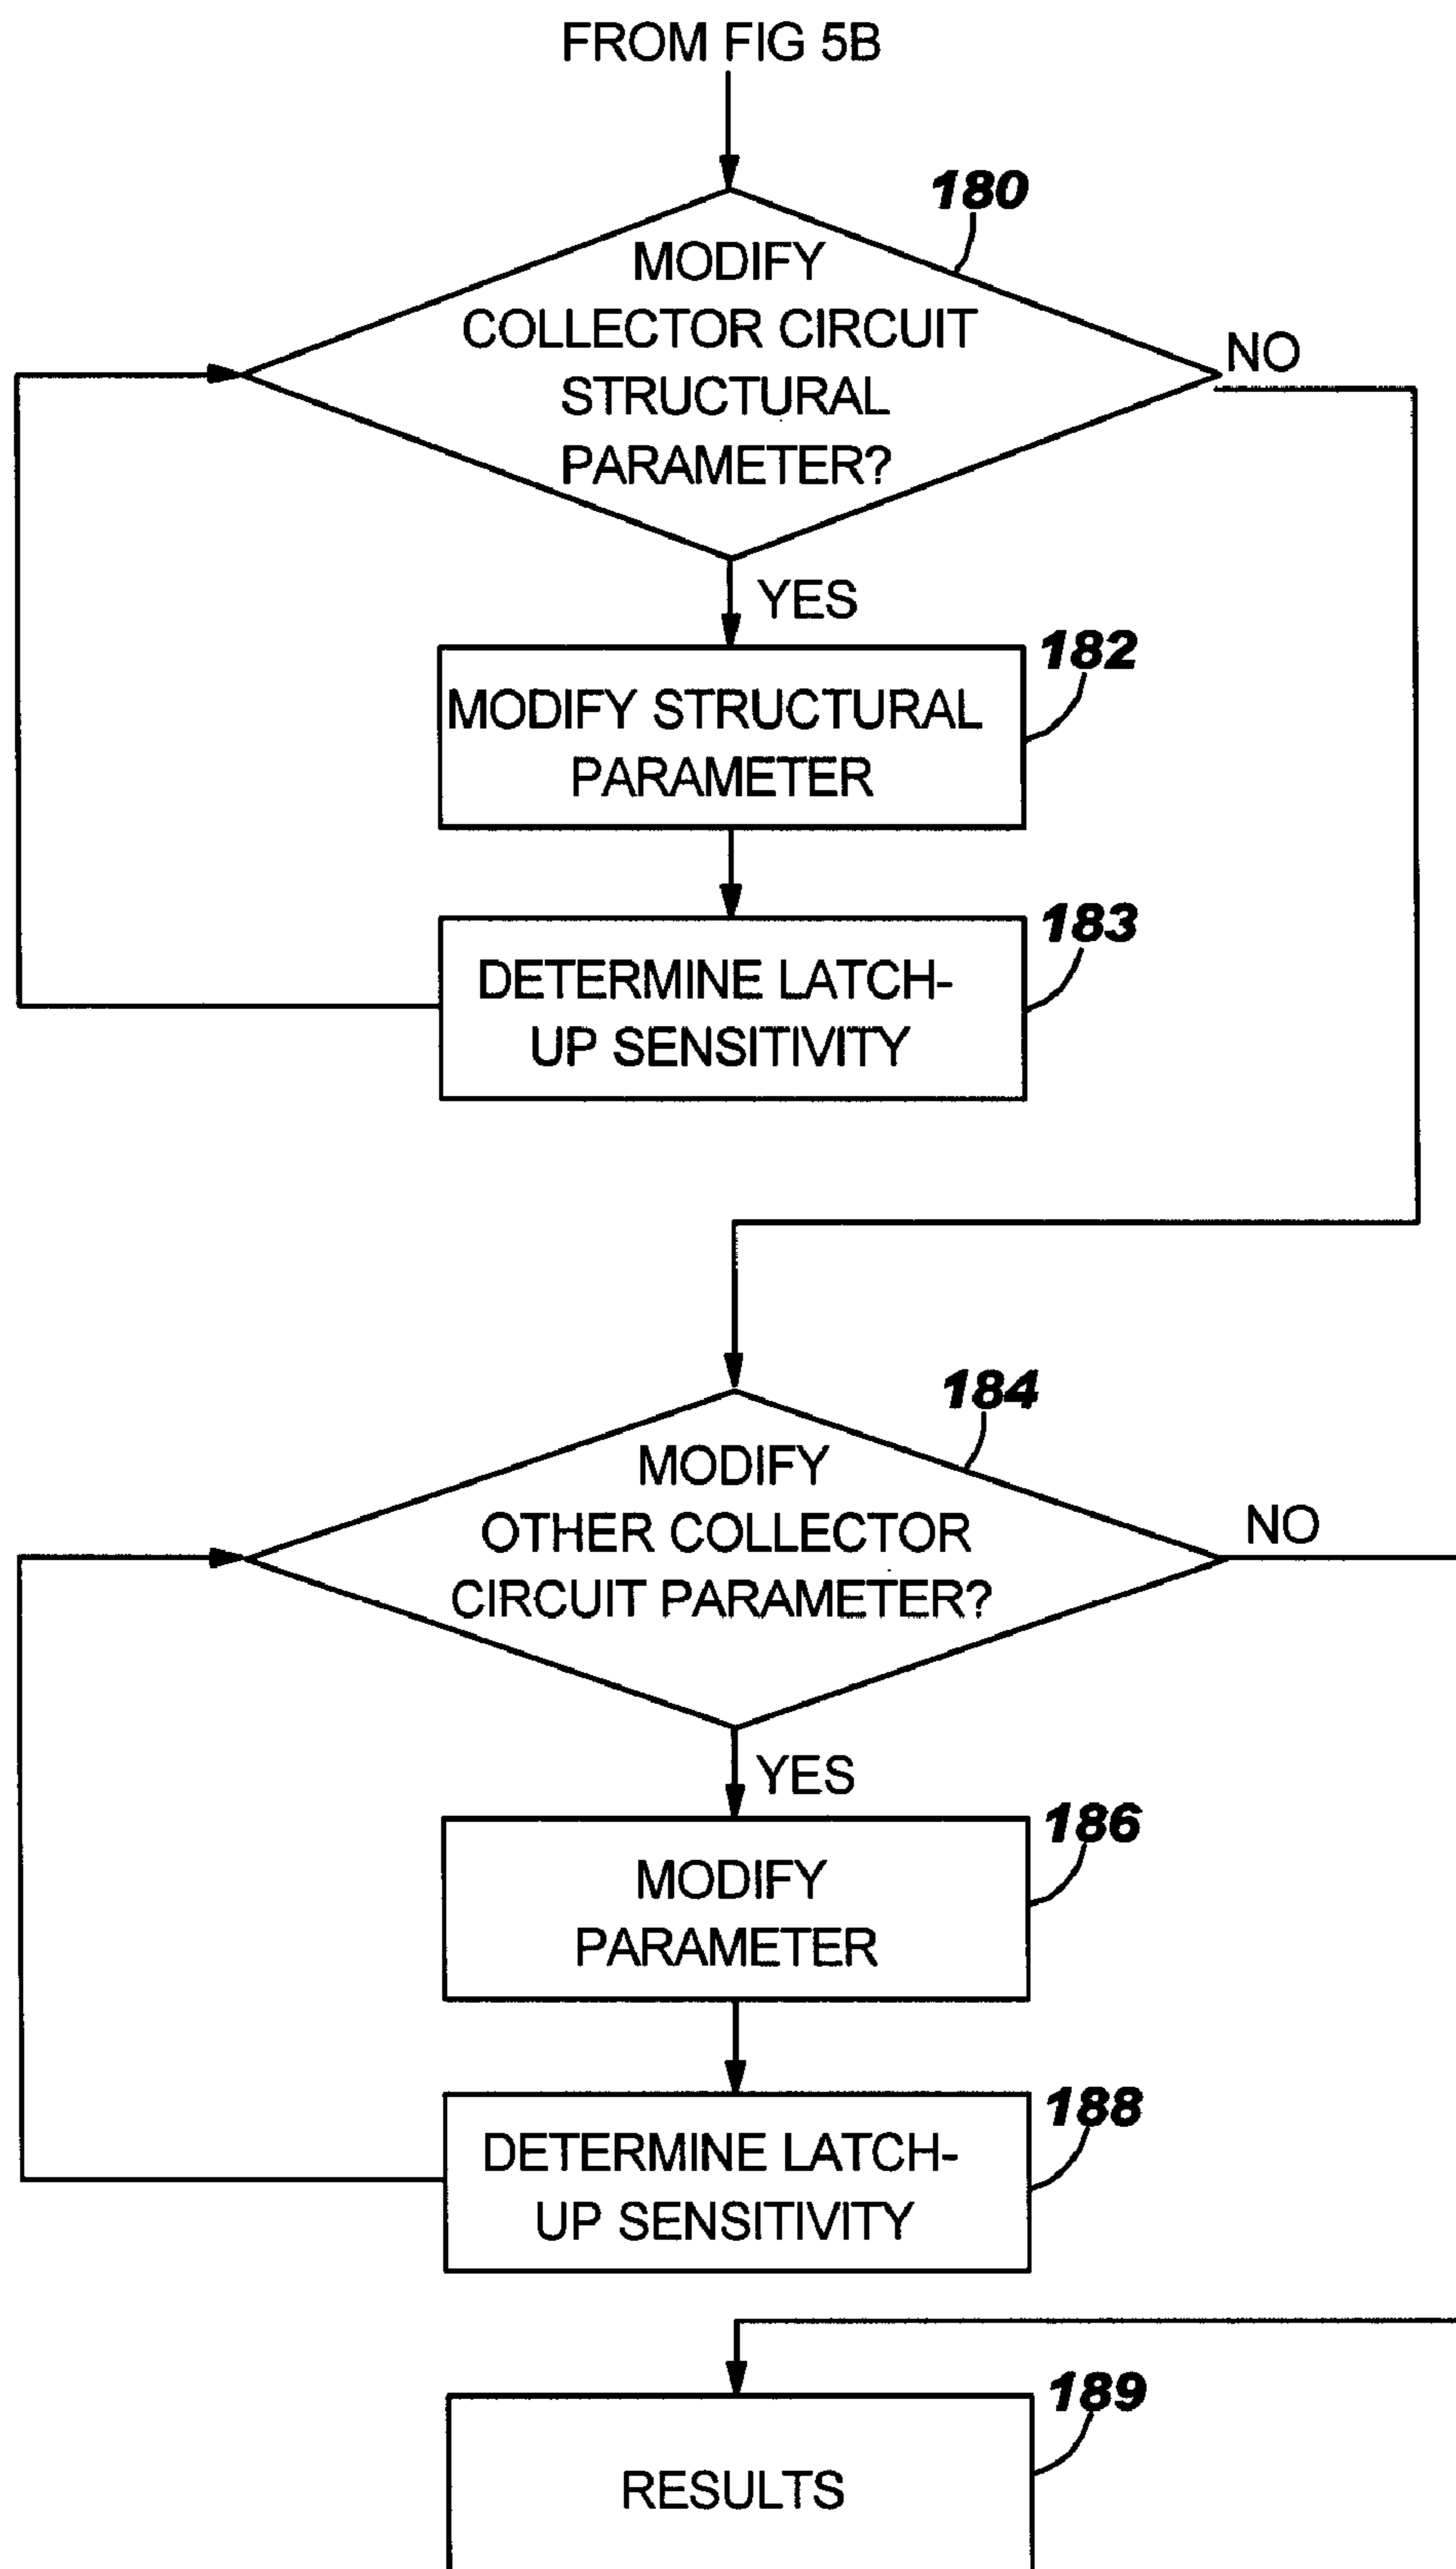 FROM FIG 5B
180
MODIFY
COLLECTOR CIRCUIT
STRUCTURAL
PARAMETER?
NO
YES
182
MODIFY STRUCTURAL
PARAMETER
183
DETERMINE LATCH-
UP SENSITIVITY
184
MODIFY
OTHER COLLECTOR
CIRCUIT PARAMETER?
NO
YES
186
MODIFY
PARAMETER
188
DETERMINE LATCH-
UP SENSITIVITY
189
RESULTS